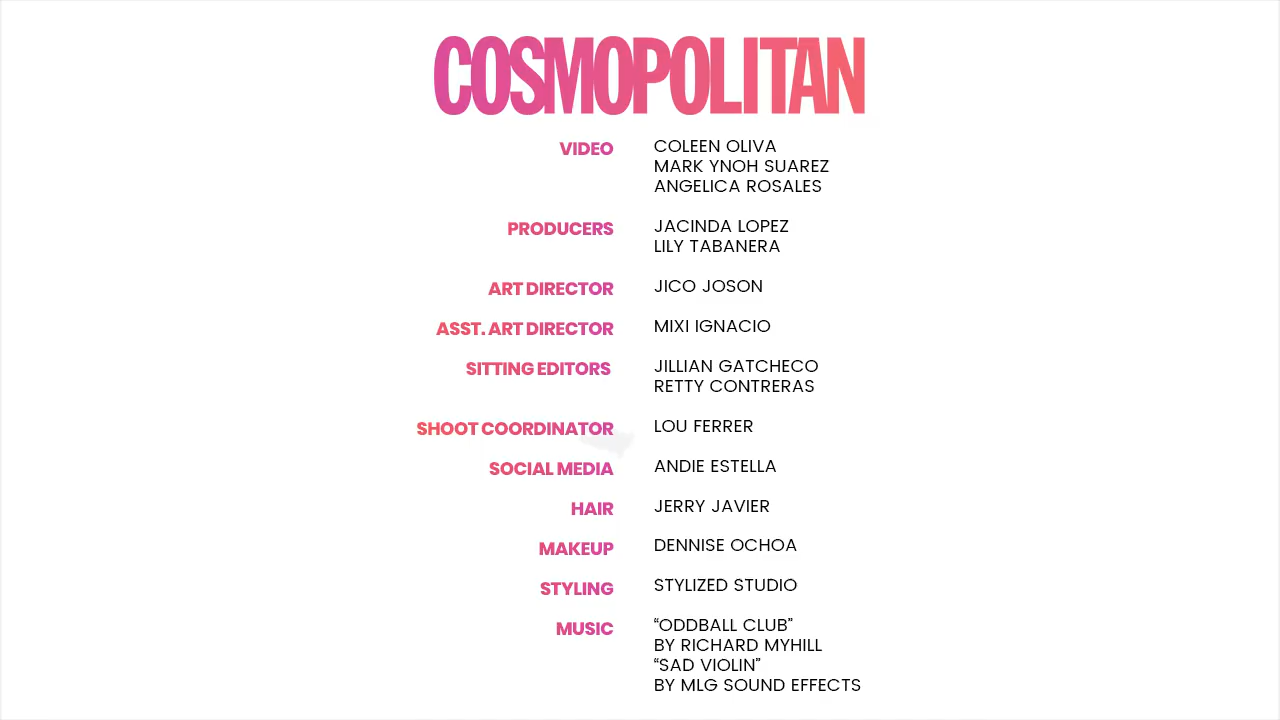 COSMOPOLITAN
VIDEO COLEEN OLIVA
MARK YNOH SUAREZ
ANGELICA ROSALES
PRODUCERS JACINDA LOPEZ
LILY TABANERA
ART DIRECTOR JICO JOSON
ASST. ART DIRECTOR MIXI IGNACIO
SITTING EDITORS JILLIAN GATCHECO
RETTY CONTRERAS
SHOOT COORDINATOR LOU FERRER
SOCIAL MEDIA ANDIE ESTELLA
HAIR JERRY JAVIER
MAKEUP DENNISE OCHOA
STYLING STYLIZED STUDIO
MUSIC “ODDBALL CLUB”
BY RICHARD MYHILL
“SAD VIOLIN”
BY MLG SOUND EFFECTS